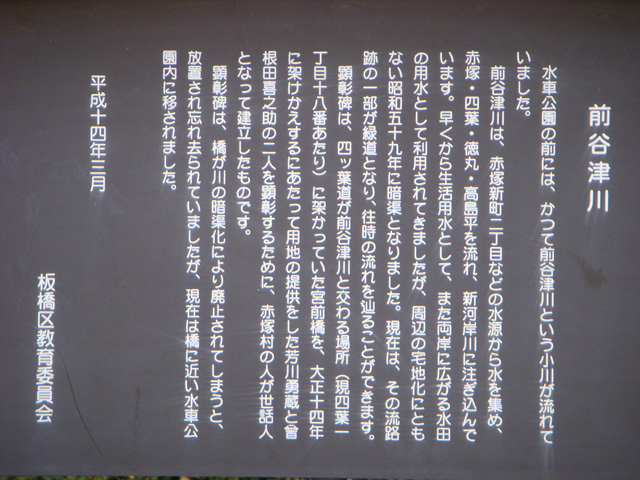 前谷津川
水車公園の前には、かつて前谷津川という小川が流れて
いました。
前谷津川は、赤塚新町二丁目などの水源から水を集め、
赤塚・四葉・徳丸・高島平を流れ、新河岸川に注ぎ込んで
います。早くから生活用水として、また両岸に広がる水田
の用水として利用されてきましたが、周辺の宅地化にとも
ない昭和五十九年に暗渠となりました。現在は、その流路
跡の一部が緑道となり、往時の流れを辿ることができます。
顕彰碑は、四ッ葉道が前谷津川と交わる場所（現四葉一
丁目十八番あたり）に架かっていた宮前橋を、大正十四年
に架けかえするにあたって用地の提供をした芳川勇蔵と曾
根田喜之助の二人を顕彰するために、赤塚村の人が世話人
となって建立したものです。
顕彰碑は、橋が川の暗渠化により廃止されてしまうと、
放置され忘れ去られていましたが、現在は橋に近い水車公
園内に移されました。
平成十四年三月
板橋区教育委員会